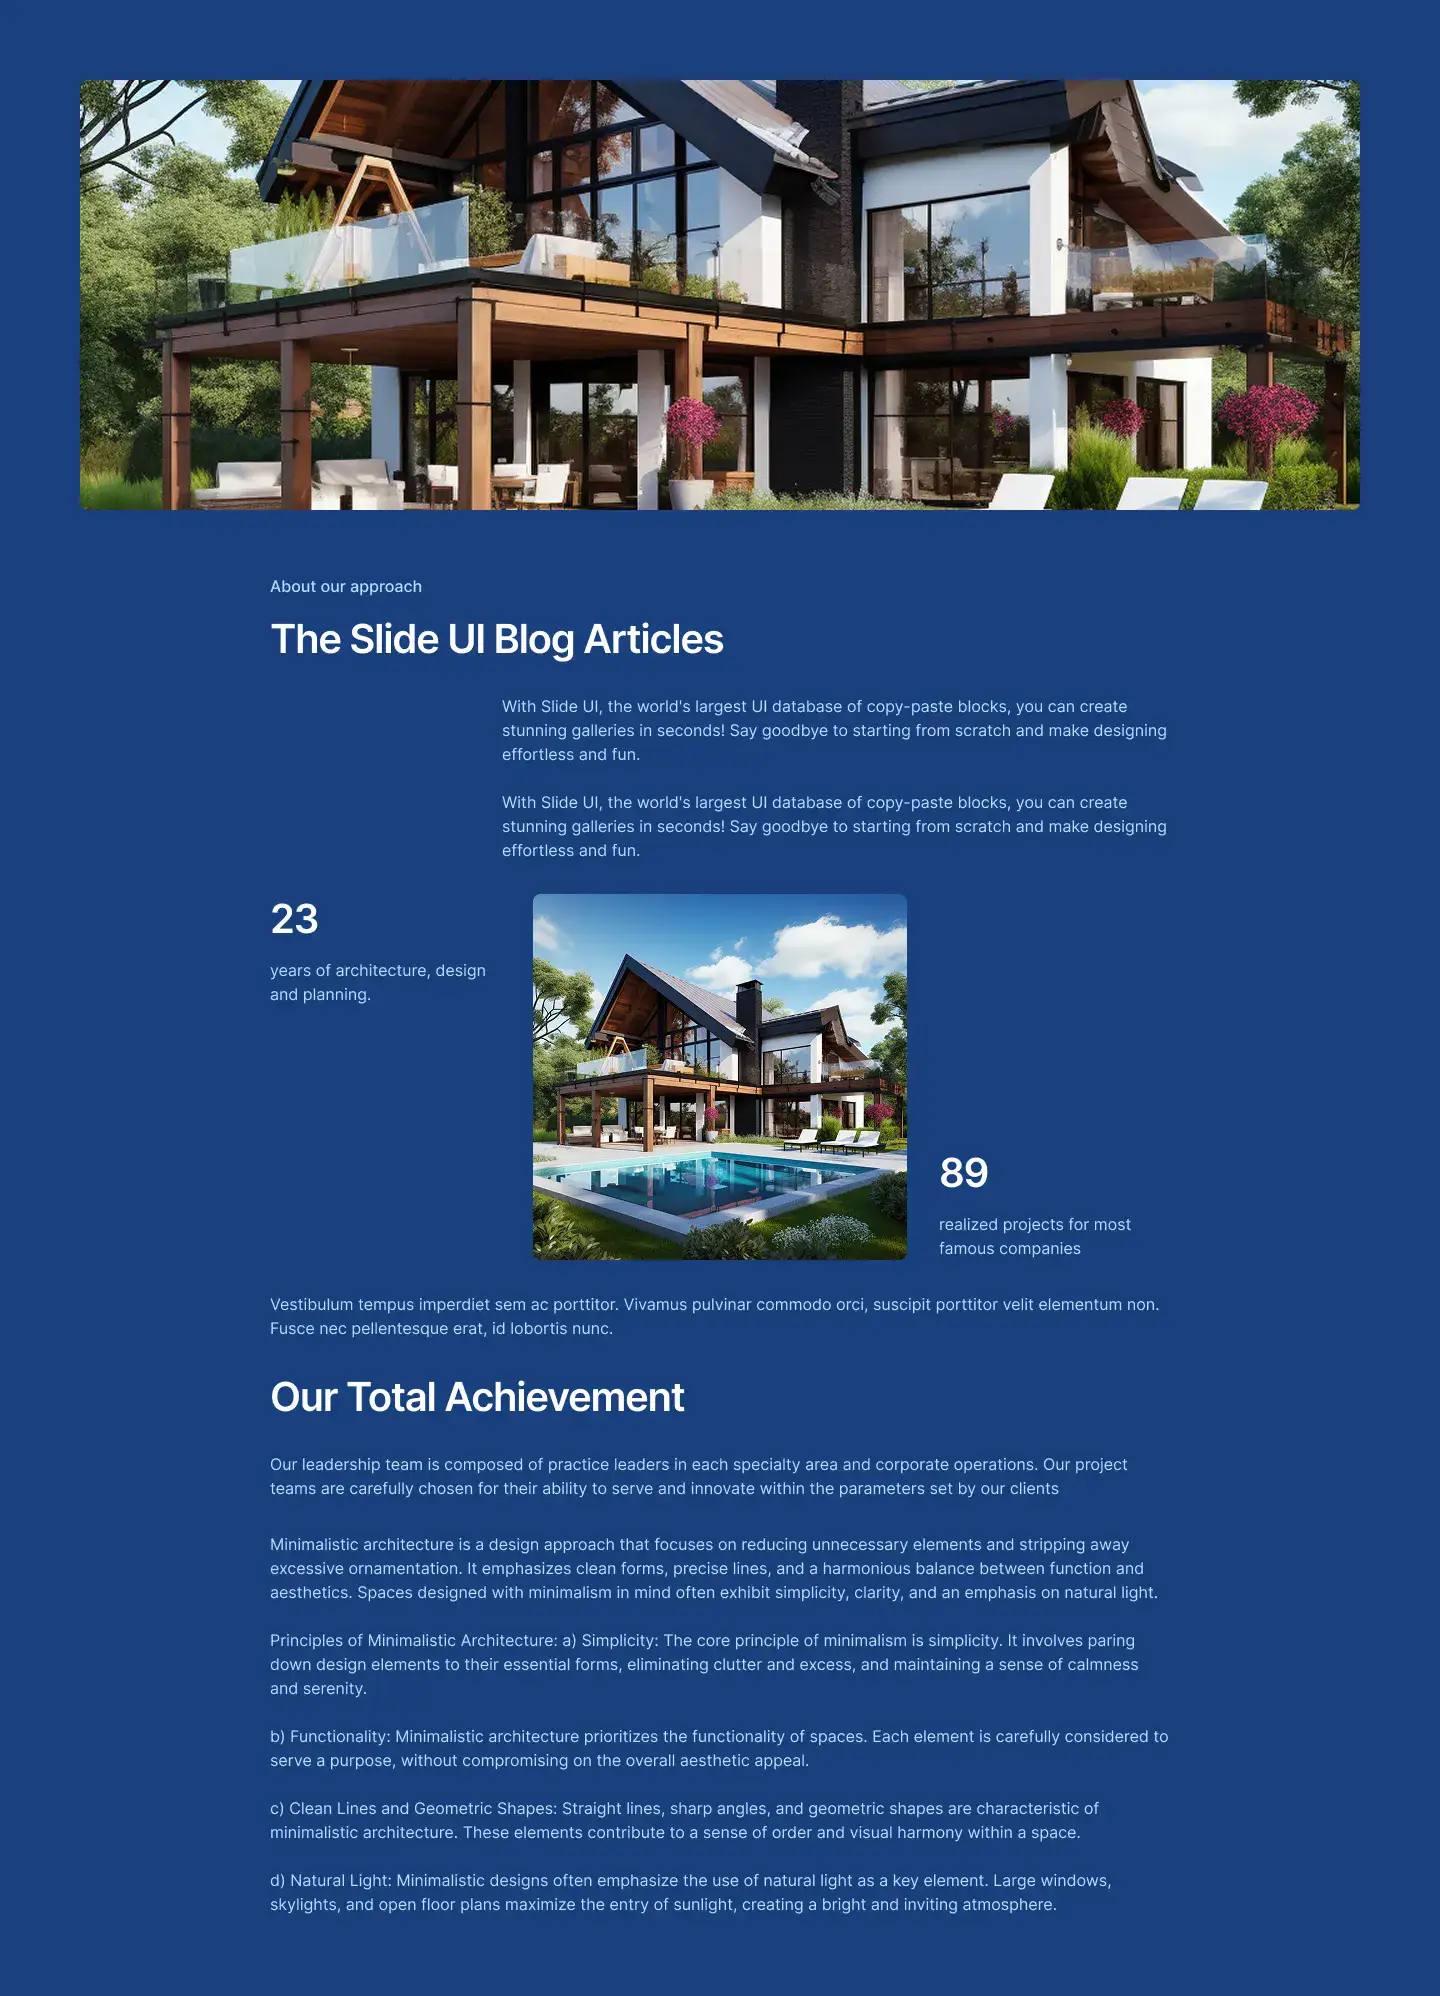 About our approach
The Slide UI Blog Articles
With Slide UI, the world's largest UI database of copy-paste blocks, you can create
stunning galleries in seconds! Say goodbye to starting from scratch and make designing
effortless and fun.
With Slide UI, the world's largest UI database of copy-paste blocks, you can create
stunning galleries in seconds! Say goodbye to starting from scratch and make designing
effortless and fun.
23
years of architecture, design
and planning.
89
realized projects for most
famous companies
Vestibulum tempus imperdiet sem ac porttitor. Vivamus pulvinar commodo orci, suscipit porttitor velit elementum non.
Fusce nec pellentesque erat, id lobortis nunc.
Our Total Achievement
Our leadership team is composed of practice leaders in each specialty area and corporate operations. Our project
teams are carefully chosen for their ability to serve and innovate within the parameters set by our clients
Minimalistic architecture is a design approach that focuses on reducing unnecessary elements and stripping away
excessive ornamentation. It emphasizes clean forms, precise lines, and a harmonious balance between function and
aesthetics. Spaces designed with minimalism in mind often exhibit simplicity, clarity, and an emphasis on natural light.
Principles of Minimalistic Architecture: a) Simplicity: The core principle of minimalism is simplicity. It involves paring
down design elements to their essential forms, eliminating clutter and excess, and maintaining a sense of calmness
and serenity.
b) Functionality: Minimalistic architecture prioritizes the functionality of spaces. Each element is carefully considered to
serve a purpose, without compromising on the overall aesthetic appeal.
c) Clean Lines and Geometric Shapes: Straight lines, sharp angles, and geometric shapes are characteristic of
minimalistic architecture. These elements contribute to a sense of order and visual harmony within a space.
d) Natural Light: Minimalistic designs often emphasize the use of natural light as a key element. Large windows,
skylights, and open floor plans maximize the entry of sunlight, creating a bright and inviting atmosphere.